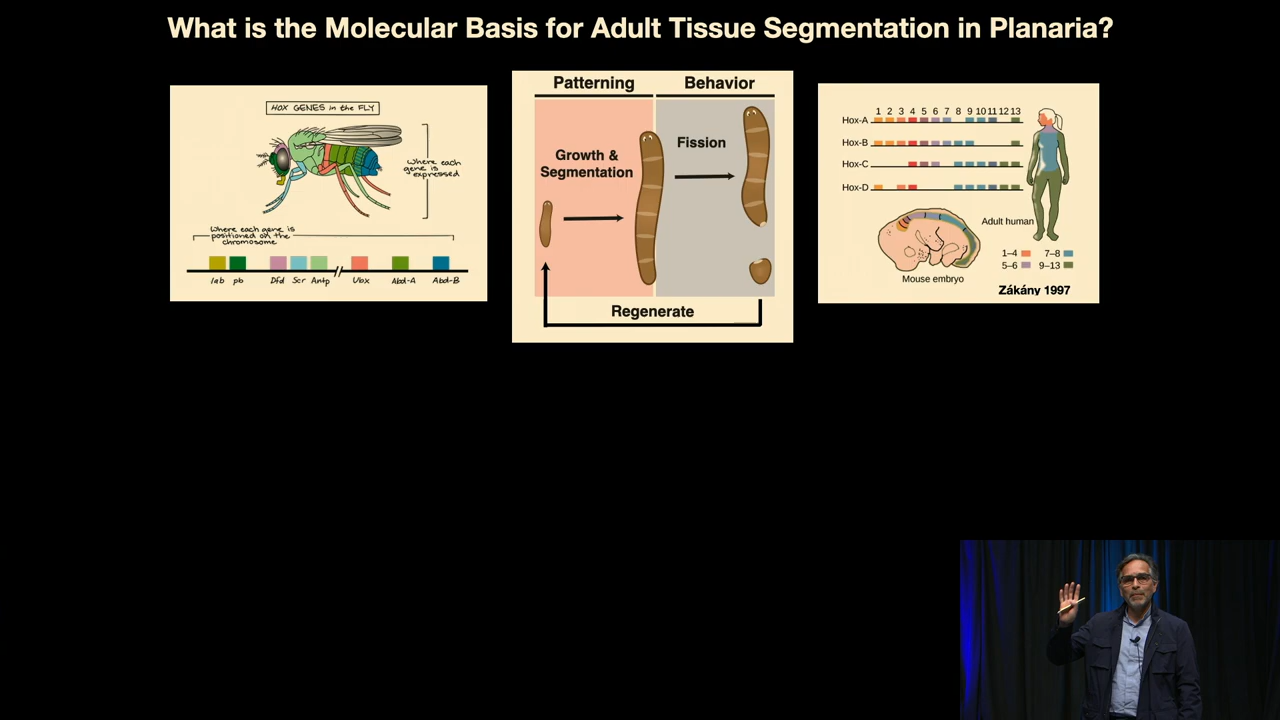 What is the Molecular Basis for Adult Tissue Segmentation in Planaria?
HOX GENES in the FLY
Where each
gene is
expressed
Where each gene is
positioned on the
chromosome
lab pb Dfd Scr Antp Ubx Abd-A Abd-B
Patterning Behavior
Growth &
Segmentation
Fission
Regenerate
1 2 3 4 5 6 7 8 9 10 11 12 13
Hox-A
Hox-B
Hox-C
Hox-D
Adult human
Mouse embryo
1–4 7–8
5–6 9–13
Zákány 1997